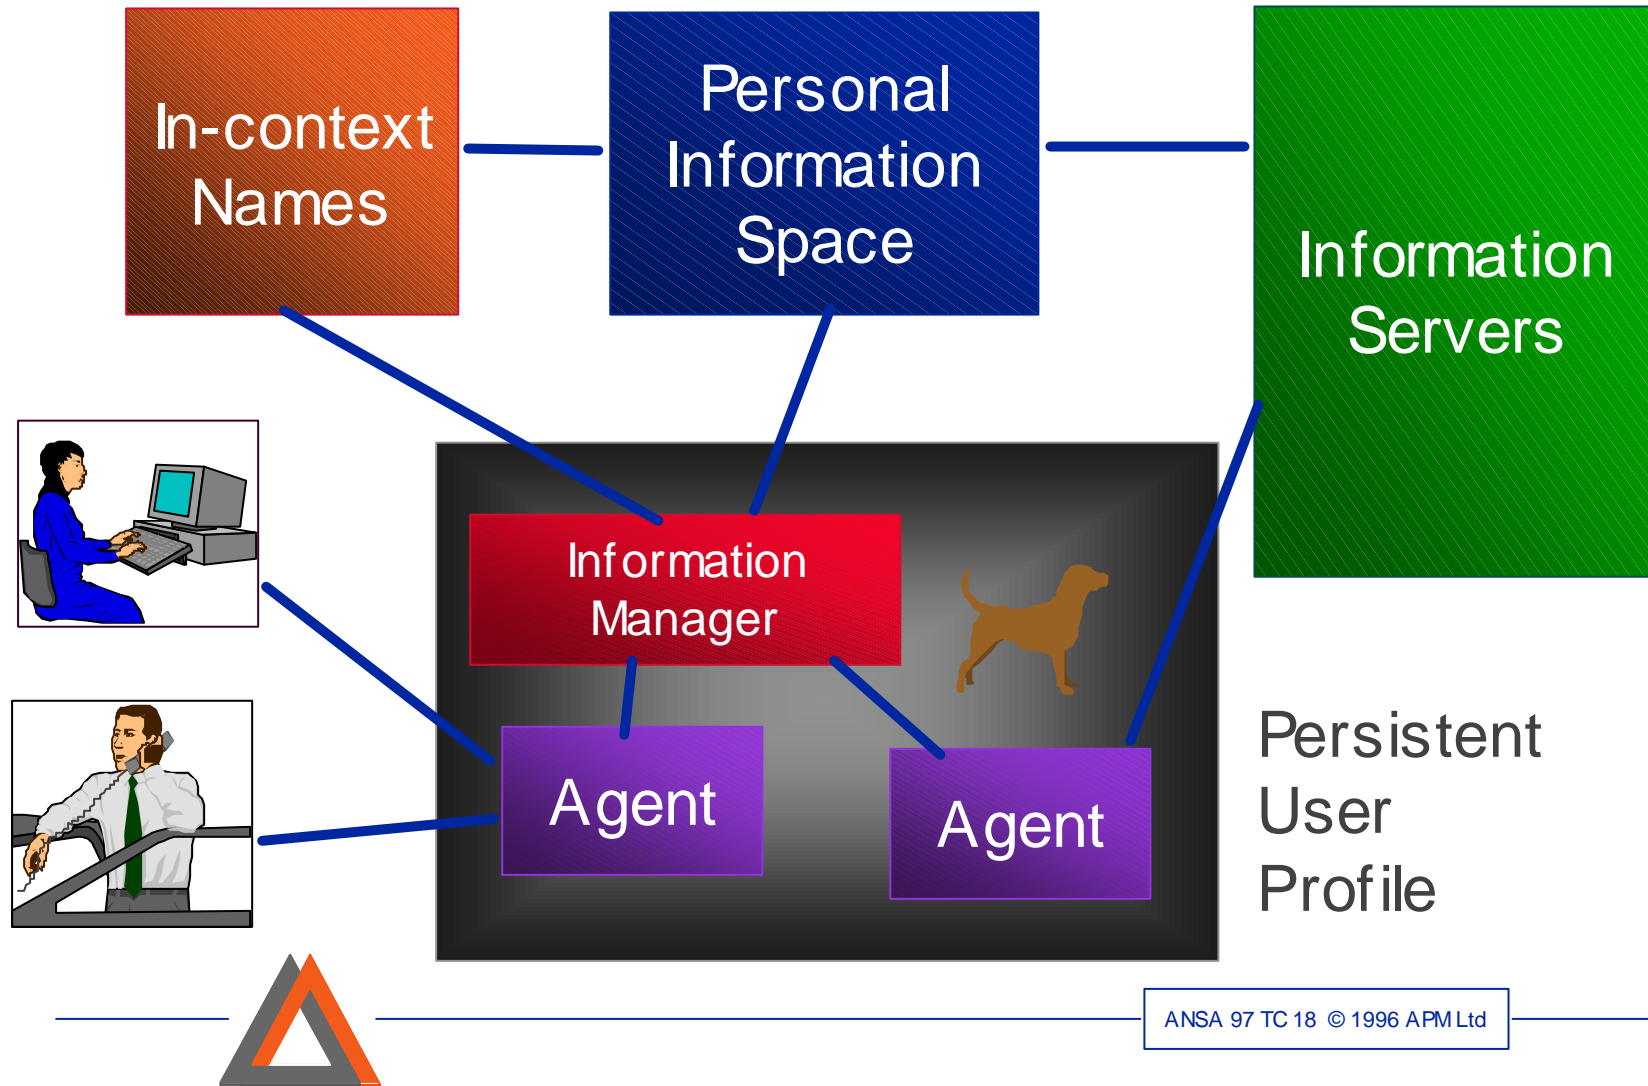 In-context
Names
Personal
Information
Space
Information
Servers
Information
Manager
Agent
Agent
Persistent
User
Profile
ANSA 97 TC 18 © 1996 APM Ltd